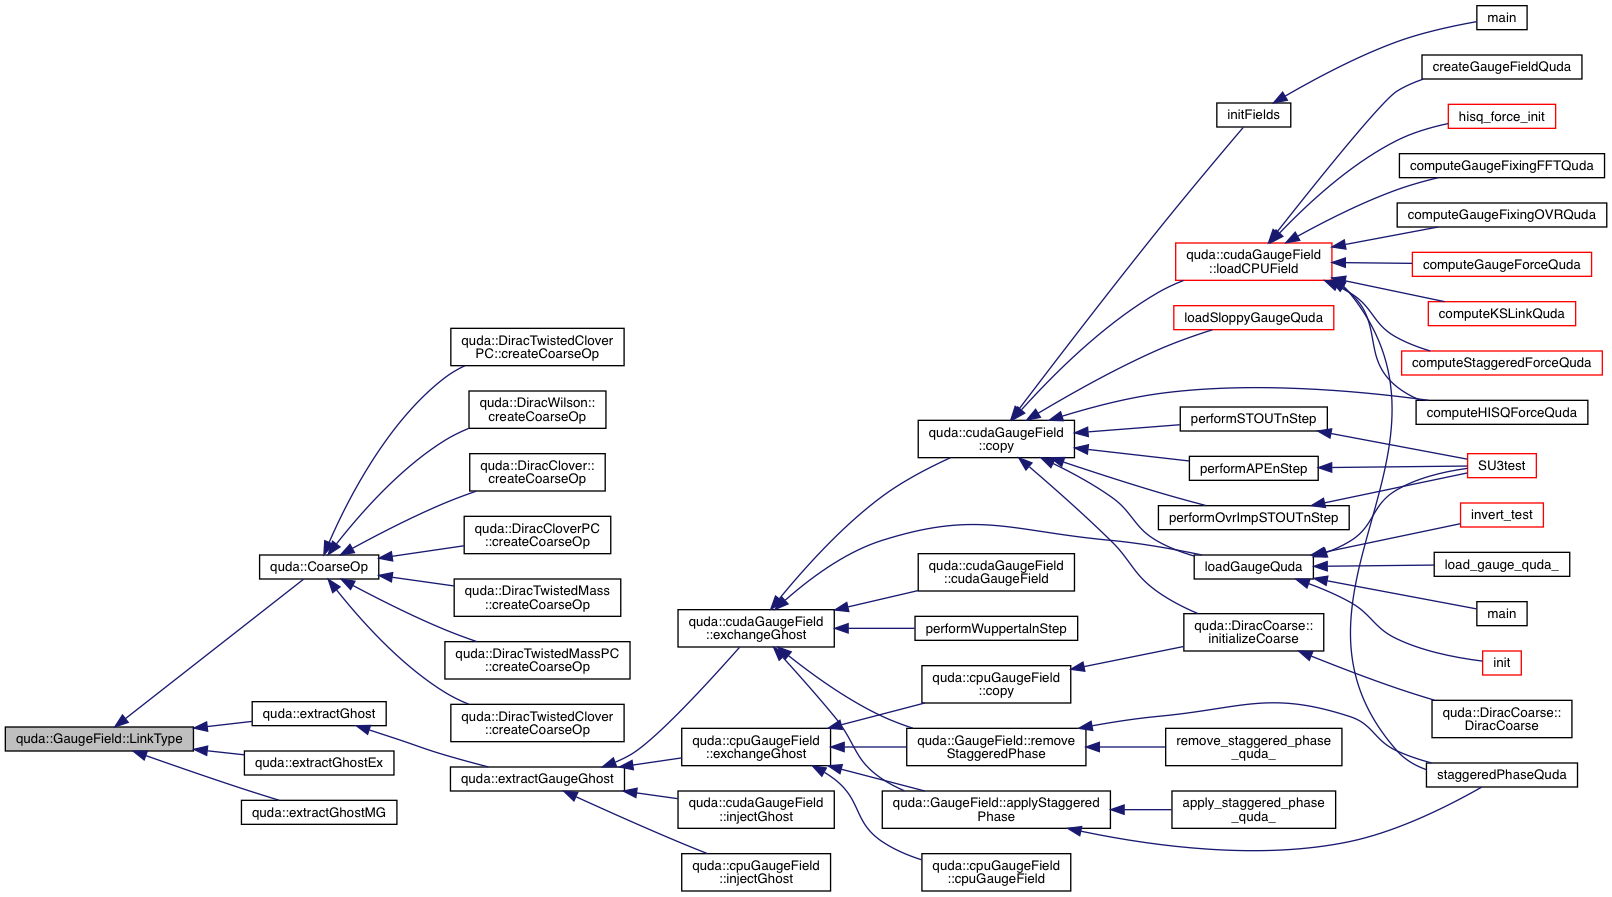 main
createGaugeFieldQuda
initFields
hisq_force_init
computeGaugeFixingFFTQuda
computeGaugeFixingOVRQuda
quda::cudaGaugeField
::loadCPUField
computeGaugeForceQuda
loadSloppyGaugeQuda
computeKSLinkQuda
quda::DiracTwistedClover
PC::createCoarseOp
computeStaggeredForceQuda
quda::DiracWilson::
createCoarseOp
computeHISQForceQuda
performSTOUTnStep
quda::cudaGaugeField
::copy
quda::DiracClover::
createCoarseOp
performAPEnStep
SU3test
performOvrImpSTOUTnStep
invert_test
quda::DiracCloverPC
::createCoarseOp
quda::CoarseOp
loadGaugeQuda
load_gauge_quda_
quda::cudaGaugeField
::cudaGaugeField
quda::DiracTwistedMass
::createCoarseOp
main
quda::cudaGaugeField
::exchangeGhost
performWuppertalnStep
quda::DiracCoarse::
initializeCoarse
quda::DiracTwistedMassPC
::createCoarseOp
init
quda::cpuGaugeField
::copy
quda::extractGhost
quda::DiracTwistedClover
::createCoarseOp
quda::DiracCoarse::
DiracCoarse
quda::GaugeField::LinkType
quda::cpuGaugeField
::exchangeGhost
quda::GaugeField::remove
StaggeredPhase
remove_staggered_phase
_quda_
quda::extractGhostEx
quda::extractGaugeGhost
staggeredPhaseQuda
quda::extractGhostMG
quda::cudaGaugeField
::injectGhost
quda::GaugeField::applyStaggered
Phase
apply_staggered_phase
_quda_
quda::cpuGaugeField
::injectGhost
quda::cpuGaugeField
::cpuGaugeField